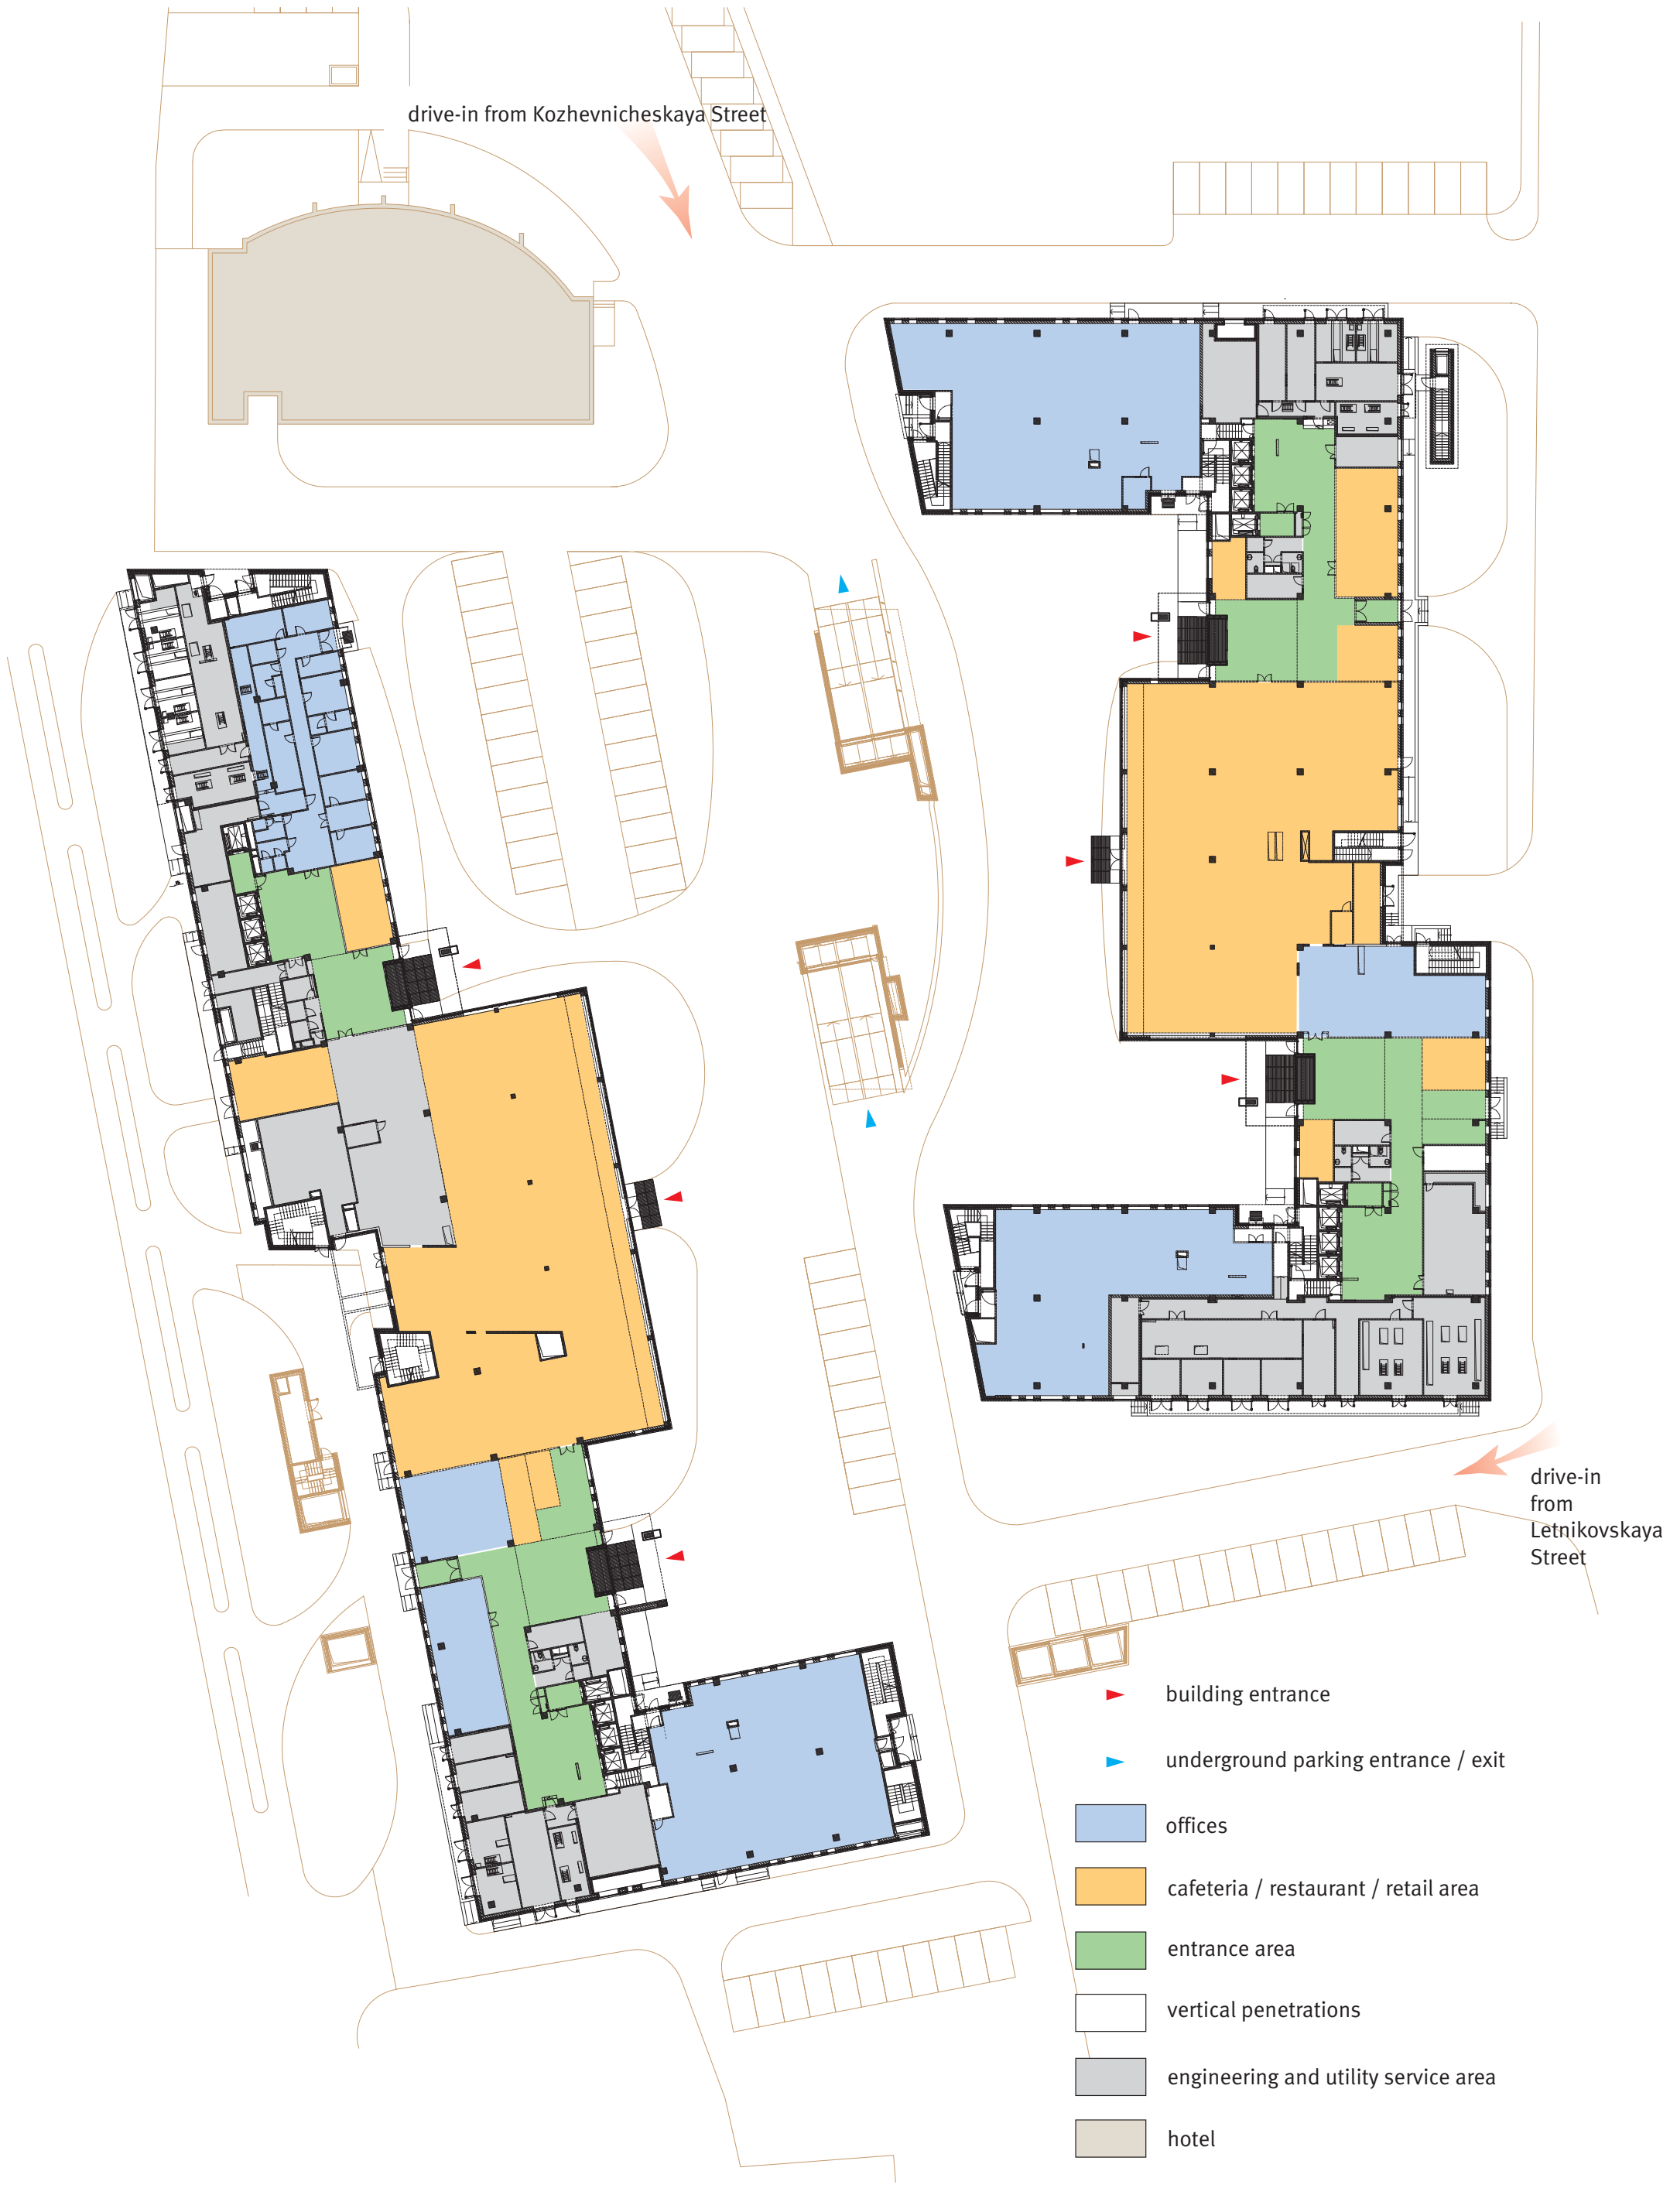 drive-in from Kozhevnicheskaya Street
drive-in
from
Letnikovskaya
Street
building entrance
underground parking entrance / exit
offices
cafeteria / restaurant / retail area
entrance area
vertical penetrations
engineering and utility service area
hotel